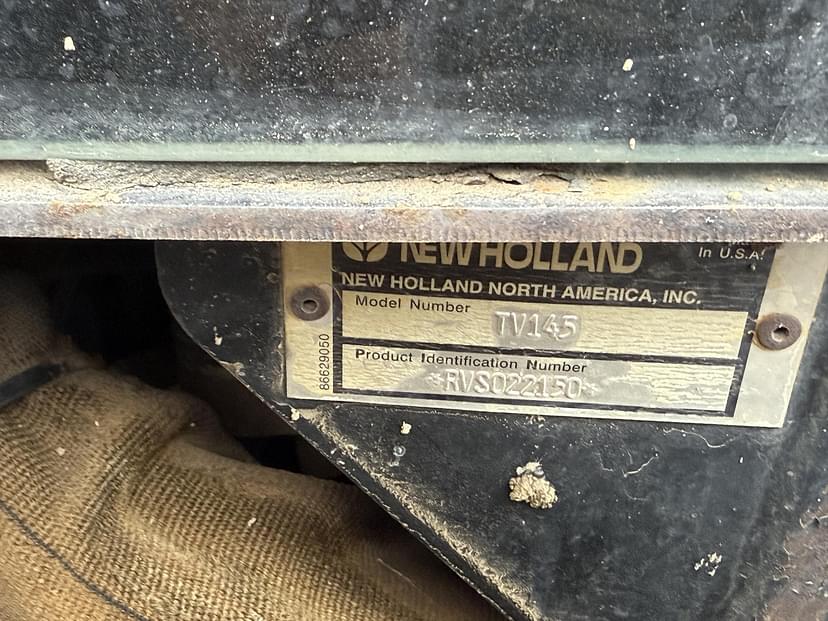 NEW HOLLAND
In U.S.A.
NEW HOLLAND NORTH AMERICA, INC.
Model Number
TV145
Product Identification Number
*RVS022150*
86629050